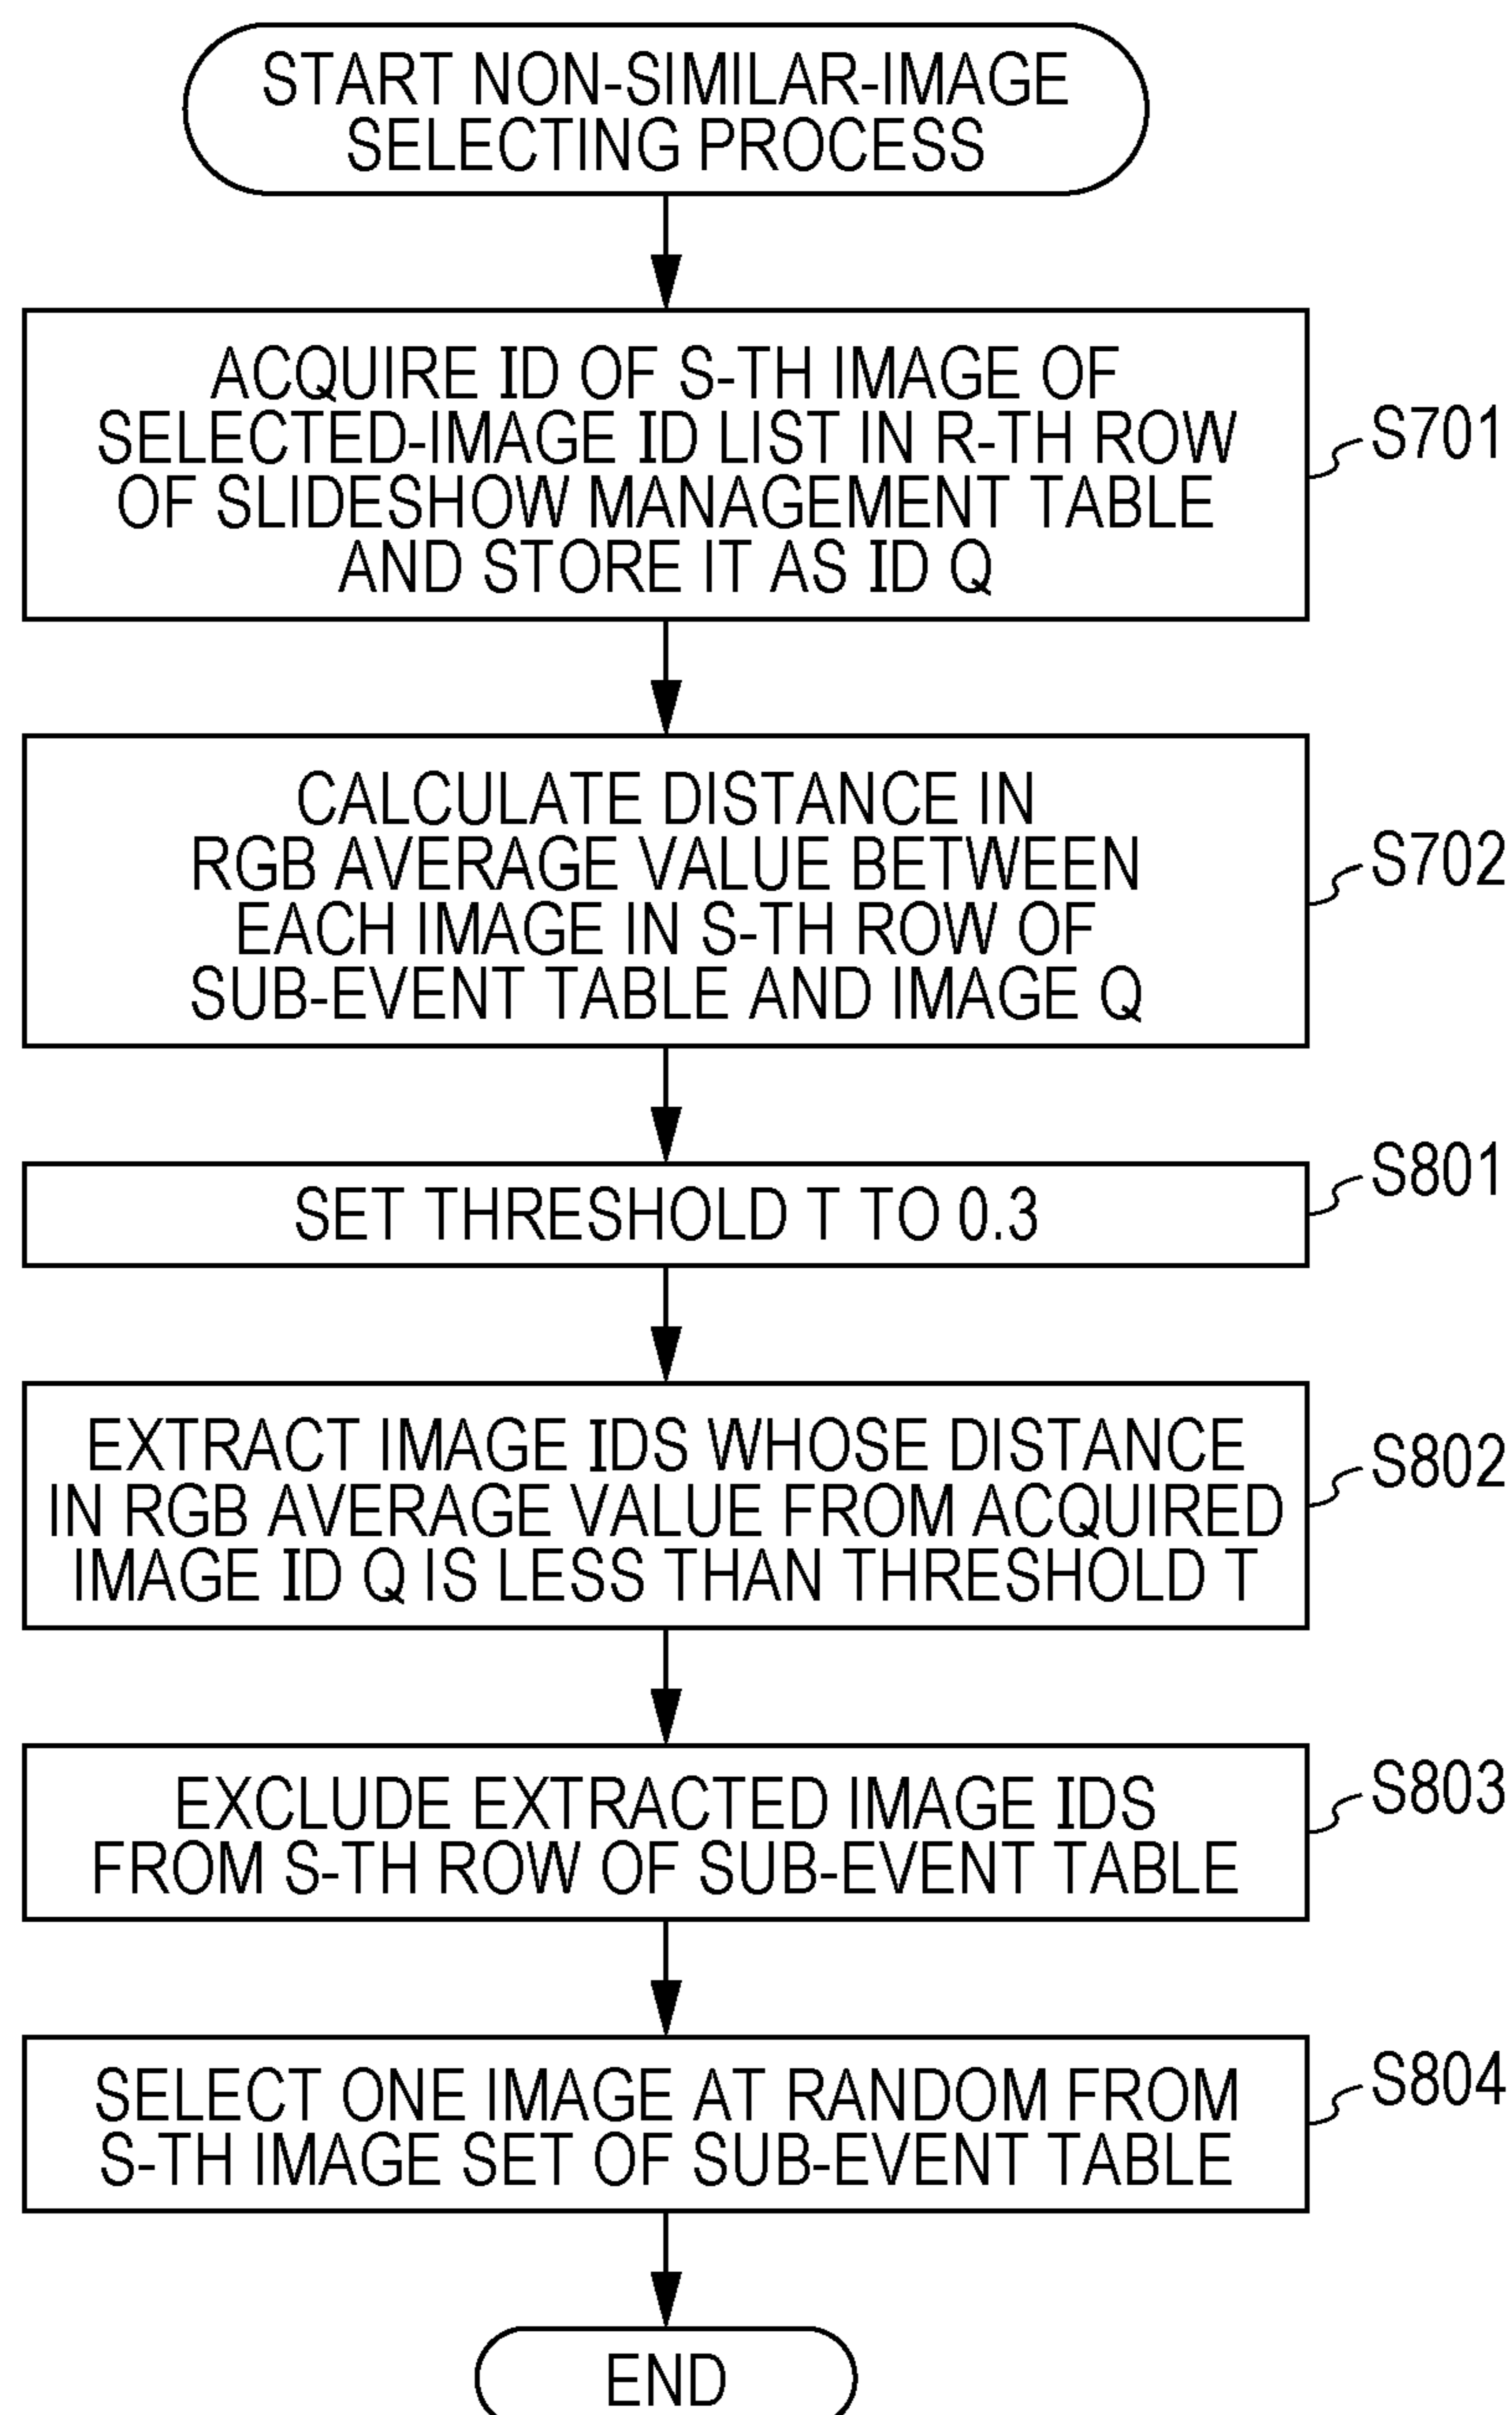 START NON-SIMILAR-IMAGE
SELECTING PROCESS
ACQUIRE ID OF S-TH IMAGE OF
SELECTED-IMAGE ID LIST IN R-TH ROW
OF SLIDESHOW MANAGEMENT TABLE
AND STORE IT AS ID Q
S701
CALCULATE DISTANCE IN
RGB AVERAGE VALUE BETWEEN
EACH IMAGE IN S-TH ROW OF
SUB-EVENT TABLE AND IMAGE Q
S702
SET THRESHOLD T TO 0.3
S801
EXTRACT IMAGE IDS WHOSE DISTANCE
IN RGB AVERAGE VALUE FROM ACQUIRED
IMAGE ID Q IS LESS THAN THRESHOLD T
S802
EXCLUDE EXTRACTED IMAGE IDS
FROM S-TH ROW OF SUB-EVENT TABLE
S803
SELECT ONE IMAGE AT RANDOM FROM
S-TH IMAGE SET OF SUB-EVENT TABLE
S804
END